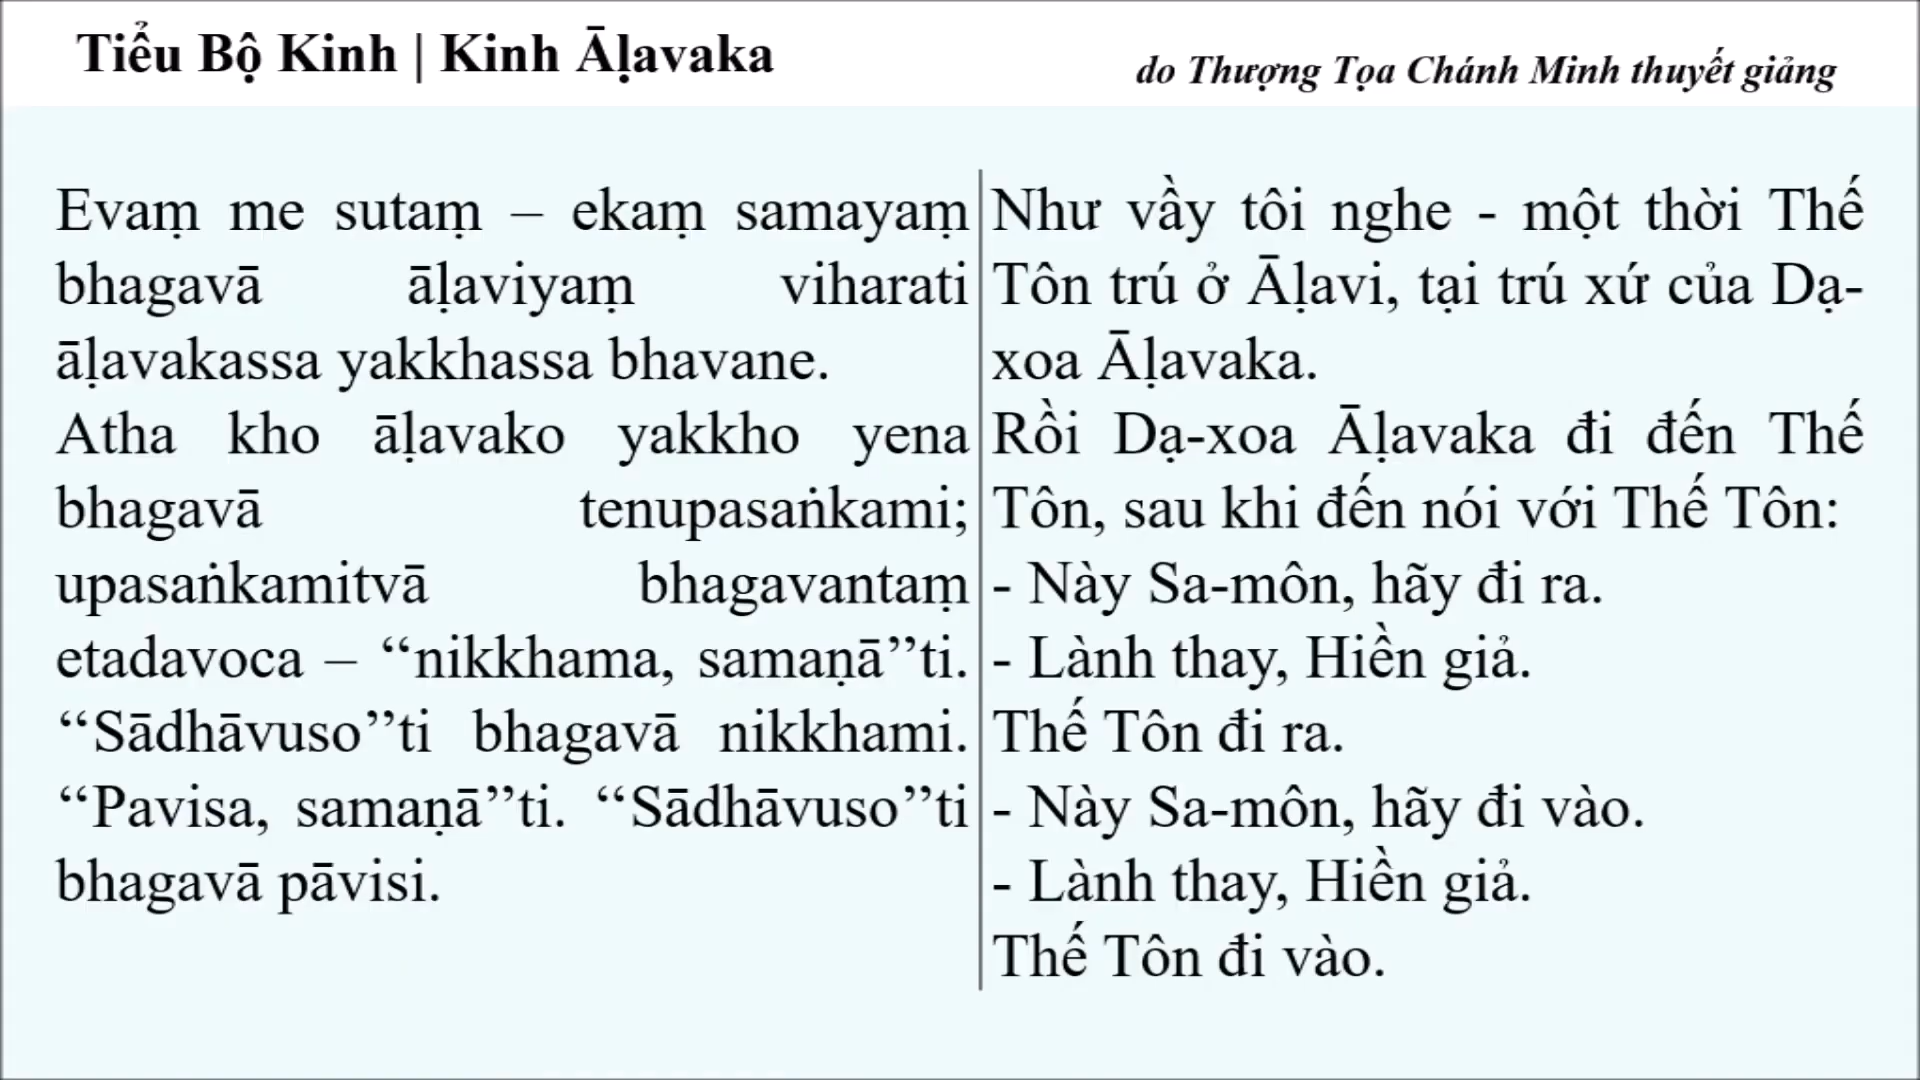 Tiểu Bộ Kinh | Kinh Āḷavaka
do Thượng Tọa Chánh Minh thuyết giảng
Evaṃ me sutaṃ – ekaṃ samayaṃ
bhagavā āḷaviyaṃ viharati
āḷavakassa yakkhassa bhavane.
Atha kho āḷavako yakkho yena
bhagavā tenupasaṅkami;
upasaṅkamitvā bhagavantaṃ
etadavoca – ‘‘nikkhama, samaṇā’’ti.
‘‘Sādhāvuso’’ti bhagavā nikkhami.
‘‘Pavisa, samaṇā’’ti. ‘‘Sādhāvuso’’ti
bhagavā pāvisi.
Như vầy tôi nghe - một thời Thế
Tôn trú ở Āḷavi, tại trú xứ của Dạ-
xoa Āḷavaka.
Rồi Dạ-xoa Āḷavaka đi đến Thế
Tôn, sau khi đến nói với Thế Tôn:
- Này Sa-môn, hãy đi ra.
- Lành thay, Hiền giả.
Thế Tôn đi ra.
- Này Sa-môn, hãy đi vào.
- Lành thay, Hiền giả.
Thế Tôn đi vào.